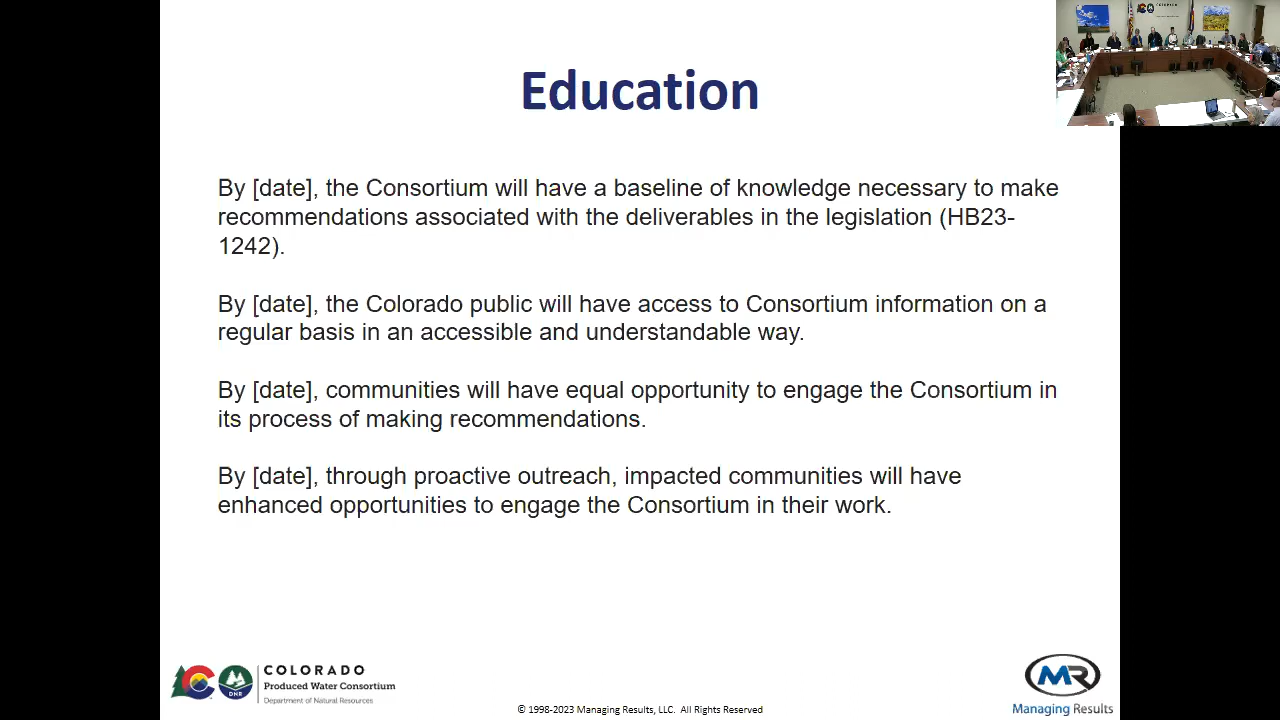 COLORADO
Education
By [date], the Consortium will have a baseline of knowledge necessary to make
recommendations associated with the deliverables in the legislation (HB23-
1242).
By [date], the Colorado public will have access to Consortium information on a
regular basis in an accessible and understandable way.
By [date], communities will have equal opportunity to engage the Consortium in
its process of making recommendations.
By [date], through proactive outreach, impacted communities will have
enhanced opportunities to engage the Consortium in their work.
C
DNR
COLORADO
Produced Water Consortium
Department of Natural Resources
© 1998-2023 Managing Results, LLC. All Rights Reserved
MR
Managing Results